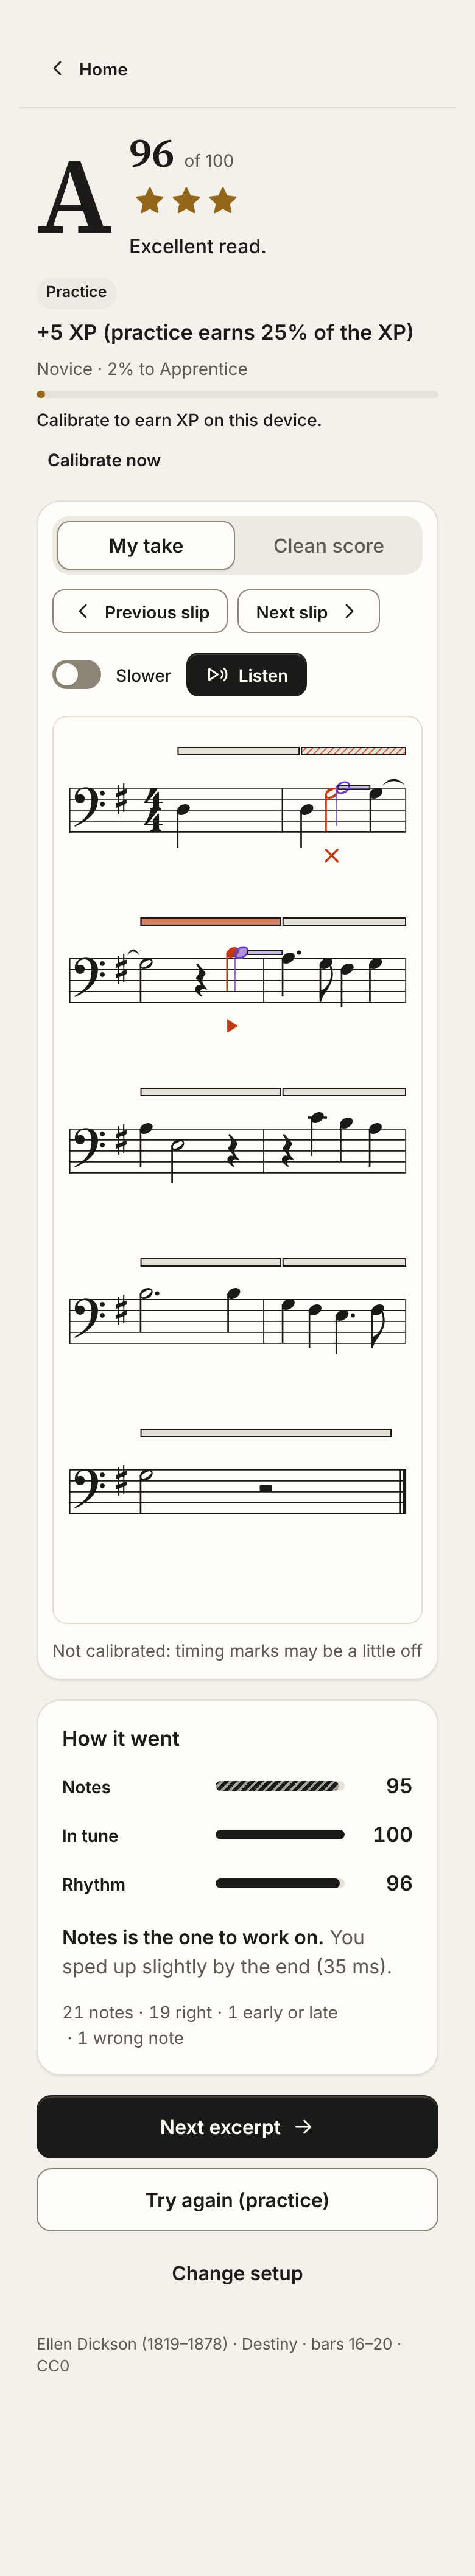 Home
A
96 of 100
Excellent read.
Practice
+5 XP (practice earns 25% of the XP)
Novice · 2% to Apprentice
Calibrate to earn XP on this device.
Calibrate now
My take
Clean score
Previous slip
Next slip
Slower
Listen
4
4
Not calibrated: timing marks may be a little off
How it went
Notes 95
In tune 100
Rhythm 96
Notes is the one to work on. You
sped up slightly by the end (35 ms).
21 notes · 19 right · 1 early or late
· 1 wrong note
Next excerpt
Try again (practice)
Change setup
Ellen Dickson (1819–1878) · Destiny · bars 16–20 ·
CC0